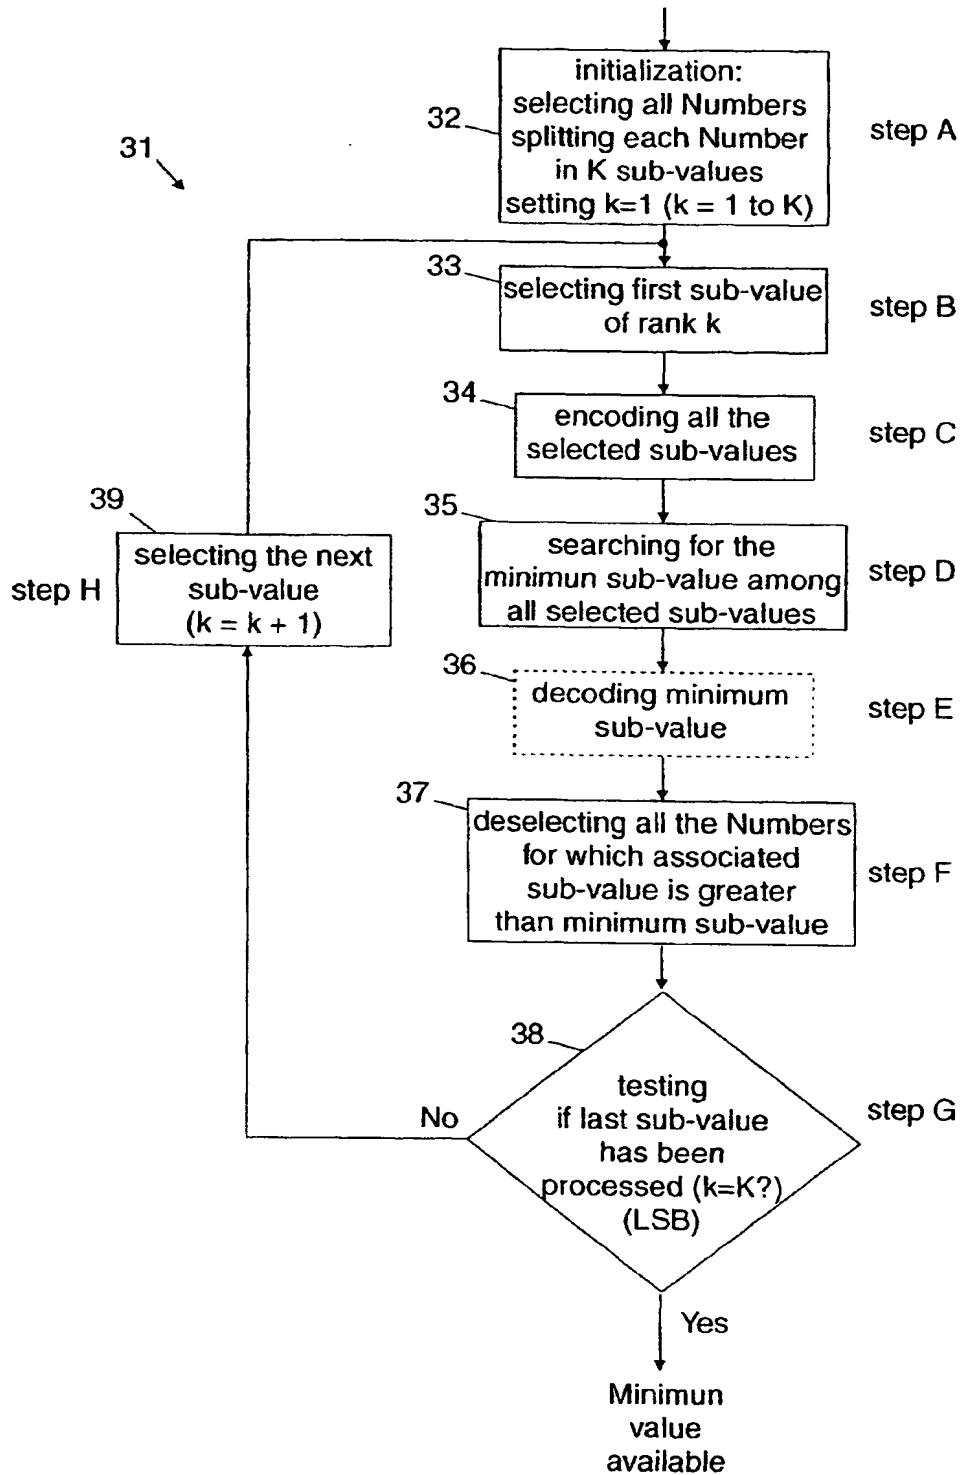 31
32
initialization:
selecting all Numbers
splitting each Number
in K sub-values
setting k=1 (k = 1 to K)
step A
33
selecting first sub-value
of rank k
step B
34
encoding all the
selected sub-values
step C
35
searching for the
minimun sub-value among
all selected sub-values
step D
36
decoding minimum
sub-value
step E
37
deselecting all the Numbers
for which associated
sub-value is greater
than minimum sub-value
step F
38
testing
if last sub-value
has been
processed (k=K?)
(LSB)
step G
No
39
selecting the next
sub-value
(k = k + 1)
step H
Yes
Minimun
value
available